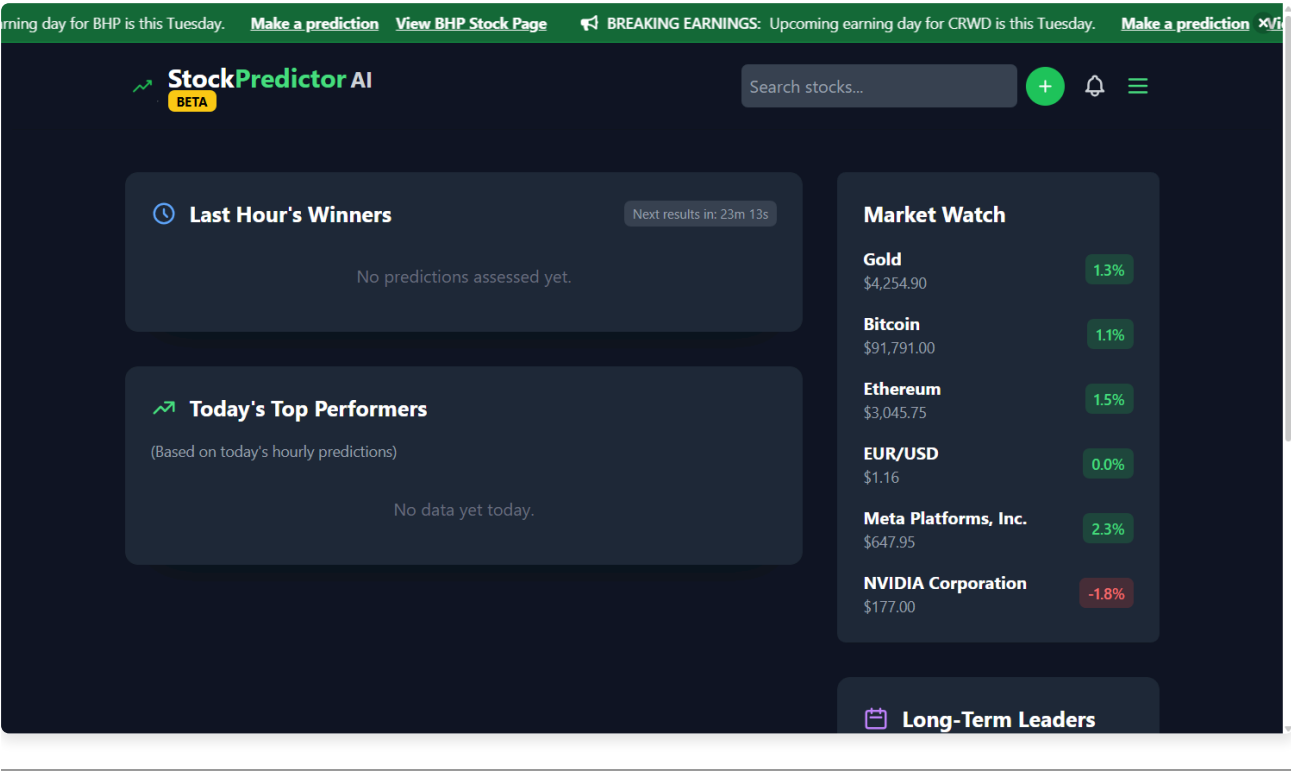 rning day for BHP is this Tuesday. Make a prediction View BHP Stock Page BREAKING EARNINGS: Upcoming earning day for CRWD is this Tuesday. Make a prediction
StockPredictor AI
BETA
Search stocks...
Last Hour's Winners
Next results in: 23m 13s
No predictions assessed yet.
Today's Top Performers
(Based on today's hourly predictions)
No data yet today.
Market Watch
Gold
$4,254.90
1.3%
Bitcoin
$91,791.00
1.1%
Ethereum
$3,045.75
1.5%
EUR/USD
$1.16
0.0%
Meta Platforms, Inc.
$647.95
2.3%
NVIDIA Corporation
$177.00
-1.8%
Long-Term Leaders